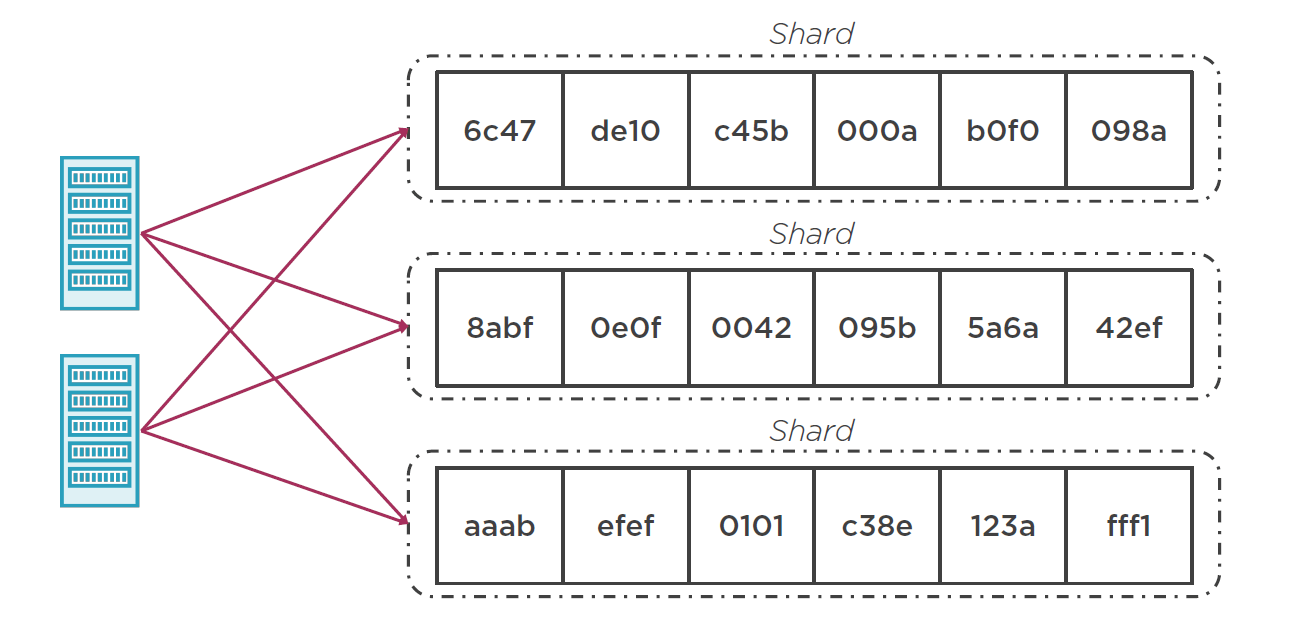 Shard
6c47 de10 c45b 000a b0f0 098a
Shard
8abf 0e0f 0042 095b 5a6a 42ef
Shard
aaab efef 0101 c38e 123a fff1